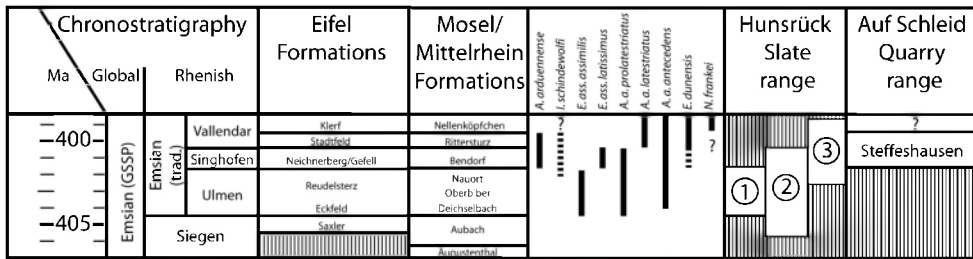 Chronostratigraphy
Ma Global Rhenish
Eifel
Formations
Mosel/
Mittelrhein
Formations
A. arduennense
I. schindewolfi
E. ass. assimilis
E. ass. latissimus
A. a. prolatestriatus
A. a. latestriatus
A. a. antecedens
E. dunensis
N. frankei
Hunsrück
Slate
range
Auf Schleid
Quarry
range
400
405
Emsian (GSSP)
Emsian
(trad.)
Vallendar
Singhofen
Ulmen
Siegen
Klerf
Stadtfeld
Neichnerberg/Gefell
Reudelsterz
Eckfeld
Saxler
Nellenköpfchen
Rittersturz
Bendorf
Nauort
Oberb ber
Deichselbach
Aubach
Augustenthal
?
?
1
2
3
?
Steffeshausen